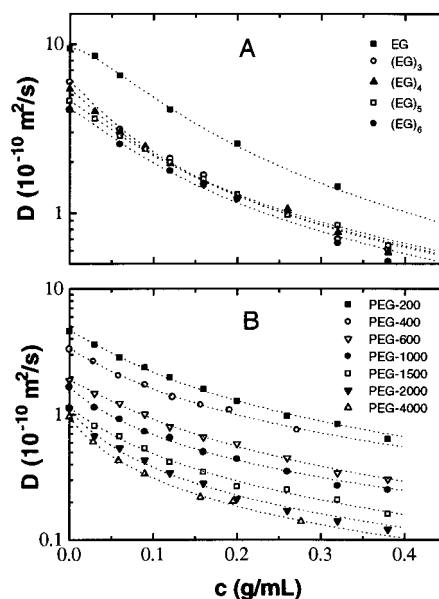 A
EG
(EG)3
(EG)4
(EG)5
(EG)6
10
1
D (10⁻¹⁰ m²/s)
B
PEG-200
PEG-400
PEG-600
PEG-1000
PEG-1500
PEG-2000
PEG-4000
10
1
0.1
D (10⁻¹⁰ m²/s)
0.0 0.1 0.2 0.3 0.4
c (g/mL)